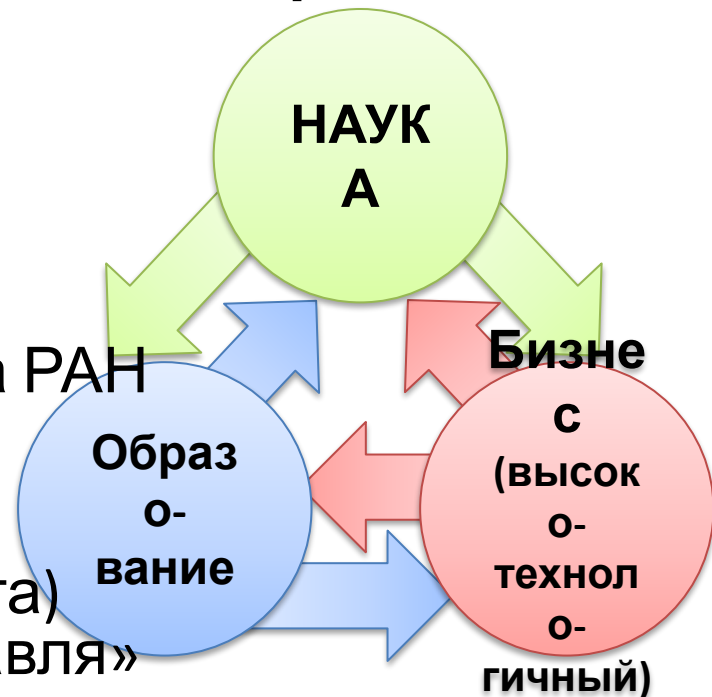 НАУК
А
а РАН
Бизне
с
(высок
о-
технол
о-
гичный)
Образ
о-
вание
та)
авля»